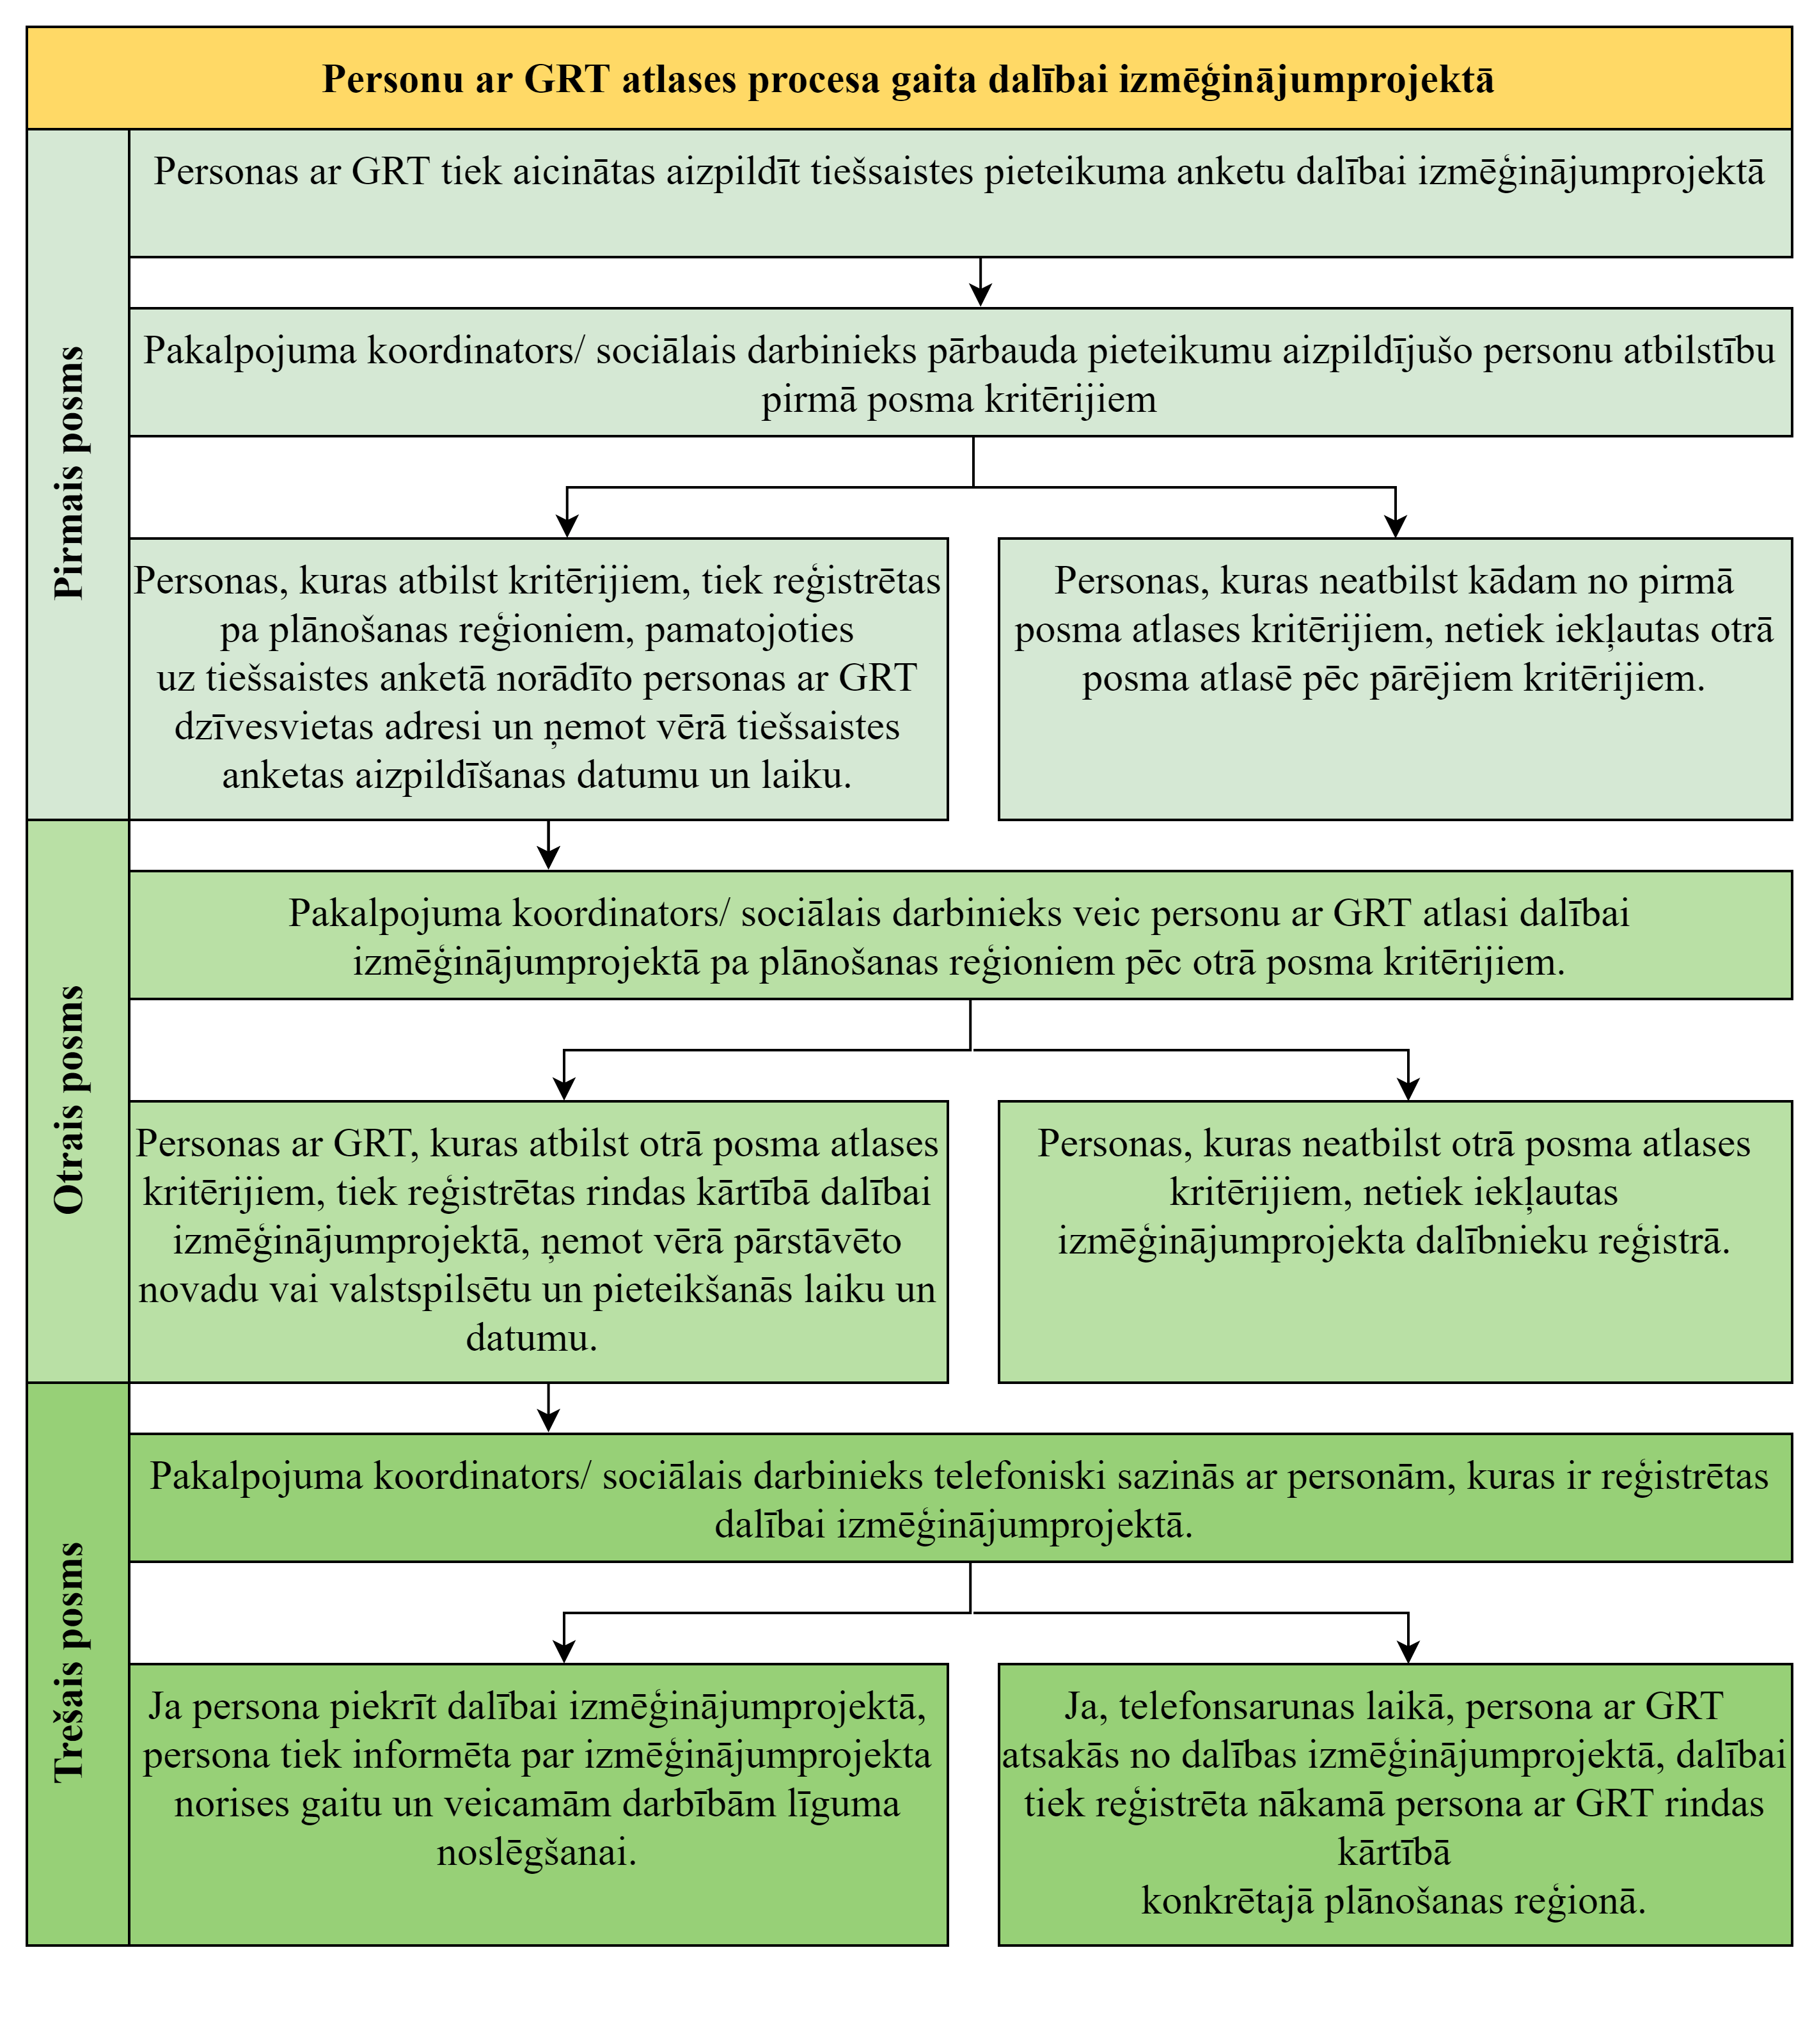 Personu ar GRT atlases procesa gaita dalībai izmēģinājumprojektā
Pirmais posms
Personas ar GRT tiek aicinātas aizpildīt tiešsaistes pieteikuma anketu dalībai izmēģinājumprojektā
Pakalpojuma koordinators/ sociālais darbinieks pārbauda pieteikumu aizpildījušo personu atbilstību
pirmā posma kritērijiem
Personas, kuras atbilst kritērijiem, tiek reģistrētas
pa plānošanas reģioniem, pamatojoties
uz tiešsaistes anketā norādīto personas ar GRT
dzīvesvietas adresi un ņemot vērā tiešsaistes
anketas aizpildīšanas datumu un laiku.
Personas, kuras neatbilst kādam no pirmā
posma atlases kritērijiem, netiek iekļautas otrā
posma atlasē pēc pārējiem kritērijiem.
Otrais posms
Pakalpojuma koordinators/ sociālais darbinieks veic personu ar GRT atlasi dalībai
izmēģinājumprojektā pa plānošanas reģioniem pēc otrā posma kritērijiem.
Personas ar GRT, kuras atbilst otrā posma atlases
kritērijiem, tiek reģistrētas rindas kārtībā dalībai
izmēģinājumprojektā, ņemot vērā pārstāvēto
novadu vai valstspilsētu un pieteikšanās laiku un
datumu.
Personas, kuras neatbilst otrā posma atlases
kritērijiem, netiek iekļautas
izmēģinājumprojekta dalībnieku reģistrā.
Trešais posms
Pakalpojuma koordinators/ sociālais darbinieks telefoniski sazinās ar personām, kuras ir reģistrētas
dalībai izmēģinājumprojektā.
Ja persona piekrīt dalībai izmēģinājumprojektā,
persona tiek informēta par izmēģinājumprojekta
norises gaitu un veicamām darbībām līguma
noslēgšanai.
Ja, telefonsarunas laikā, persona ar GRT
atsakās no dalības izmēģinājumprojektā, dalībai
tiek reģistrēta nākamā persona ar GRT rindas
kārtībā
konkrētajā plānošanas reģionā.